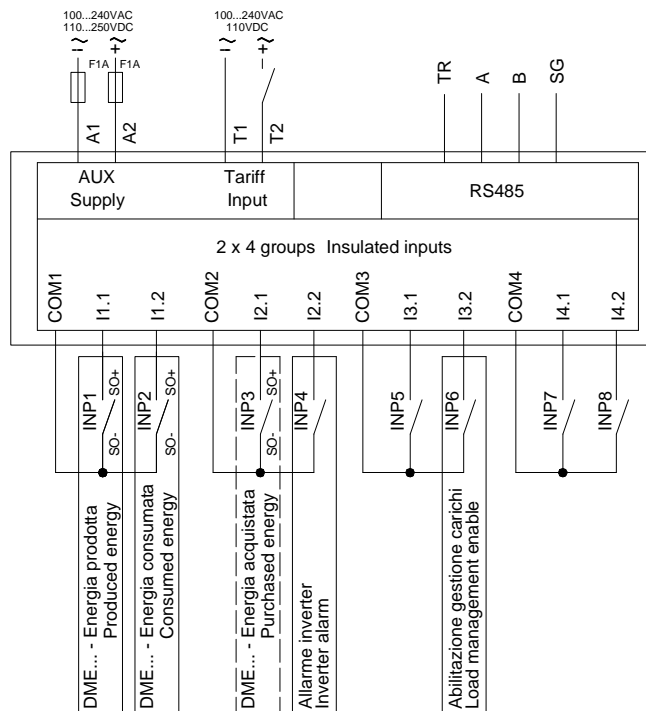 100...240VAC
110...250VDC
100...240VAC
110VDC
F1A
F1A
A1
A2
T1
T2
TR
A
B
SG
AUX
Supply
Tariff
Input
RS485
2 x 4 groups Insulated inputs
COM1
I1.1
I1.2
COM2
I2.1
I2.2
COM3
I3.1
I3.2
COM4
I4.1
I4.2
INP1
SO+
SO-
INP2
SO+
SO-
INP3
SO+
SO-
INP4
INP5
INP6
INP7
INP8
DME... - Energia prodotta
Produced energy
DME... - Energia consumata
Consumed energy
DME... - Energia acquistata
Purchased energy
Allarme inverter
Inverter alarm
Abilitazione gestione carichi
Load management enable